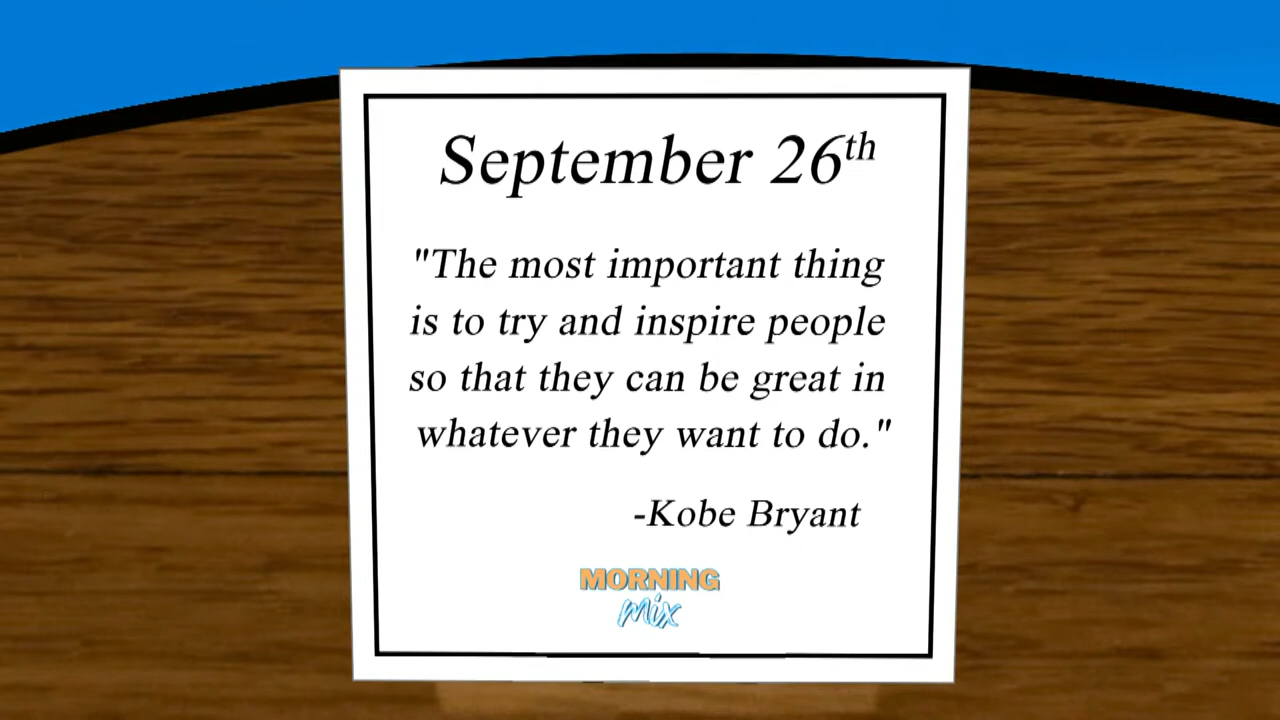 September 26th
"The most important thing
is to try and inspire people
so that they can be great in
whatever they want to do."
-Kobe Bryant
MORNING
mix